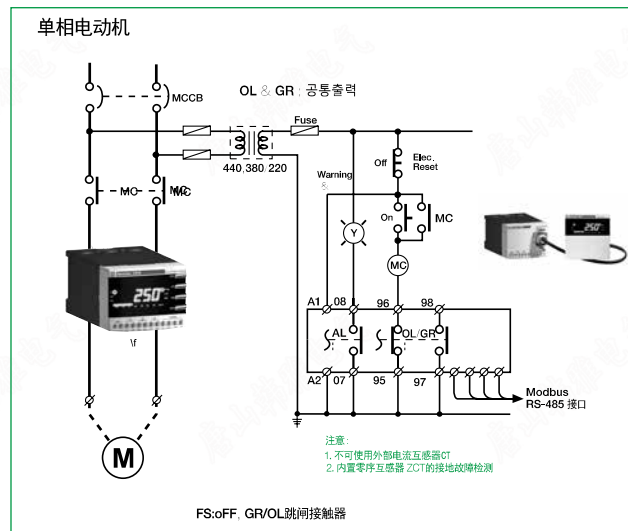 单相电动机
MCCB
OL & GR : 공통출력
Fuse
440,380/220
Off
Elec.
Reset
Warning
&
MC
MC
MC
On
MC
Y
MC
250
A1 08 96 98
AL
OL/GR
\f
A2 07 95 97
Modbus
RS-485 接口
M
注意:
1. 不可使用外部电流互感器CT
2. 内置零序互感器 ZCT的接地故障检测
FS:oFF, GR/OL跳间接触器